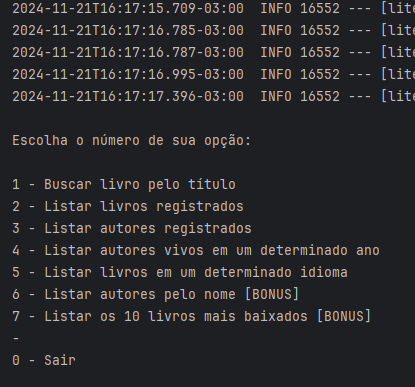 2024-11-21T16:17:15.709-03:00  INFO 16552 --- [lite
2024-11-21T16:17:16.785-03:00  INFO 16552 --- [lite
2024-11-21T16:17:16.787-03:00  INFO 16552 --- [lite
2024-11-21T16:17:16.995-03:00  INFO 16552 --- [lite
2024-11-21T16:17:17.396-03:00  INFO 16552 --- [lite
Escolha o número de sua opção:
1 - Buscar livro pelo título
2 - Listar livros registrados
3 - Listar autores registrados
4 - Listar autores vivos em um determinado ano
5 - Listar livros em um determinado idioma
6 - Listar autores pelo nome [BONUS]
7 - Listar os 10 livros mais baixados [BONUS]
-
0 - Sair